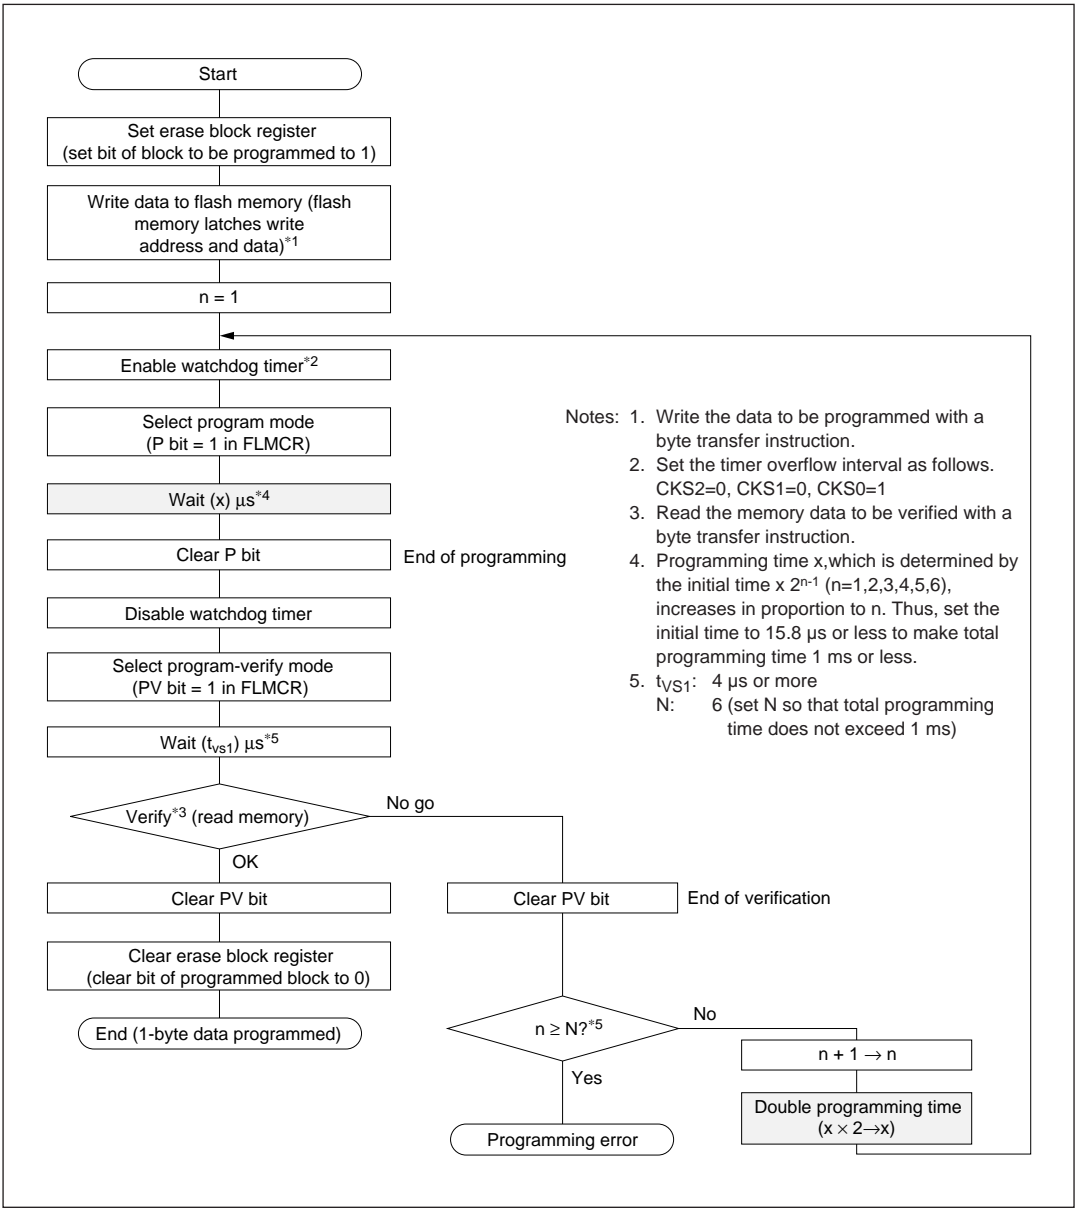 Start
Set erase block register
(set bit of block to be programmed to 1)
Write data to flash memory (flash
memory latches write
address and data)*1
n = 1
Enable watchdog timer*2
Select program mode
(P bit = 1 in FLMCR)
Wait (x) μs*4
Clear P bit
End of programming
Disable watchdog timer
Select program-verify mode
(PV bit = 1 in FLMCR)
Wait (tvs1) μs*5
Verify*3 (read memory)
No go
OK
Clear PV bit
Clear erase block register
(clear bit of programmed block to 0)
End (1-byte data programmed)
Clear PV bit
End of verification
n ≥ N?*5
No
Yes
Programming error
n + 1 → n
Double programming time
(x × 2→x)
Notes: 1. Write the data to be programmed with a
byte transfer instruction.
2. Set the timer overflow interval as follows.
CKS2=0, CKS1=0, CKS0=1
3. Read the memory data to be verified with a
byte transfer instruction.
4. Programming time x,which is determined by
the initial time x 2n-1 (n=1,2,3,4,5,6),
increases in proportion to n. Thus, set the
initial time to 15.8 μs or less to make total
programming time 1 ms or less.
5. tVS1: 4 μs or more
N: 6 (set N so that total programming
time does not exceed 1 ms)